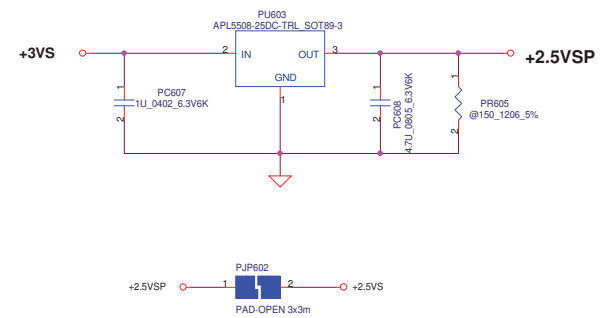 PU603
APL5508-25DC-TRL_SOT89-3
+3VS
2
IN
OUT
3
+2.5VSP
GND
1
1
PC607
1U_0402_6.3V6K
2
1
PC608
4.7U_0805_6.3V6K
2
1
PR605
@150_1206_5%
2
PJP602
+2.5VSP
1
2
+2.5VS
PAD-OPEN 3x3m